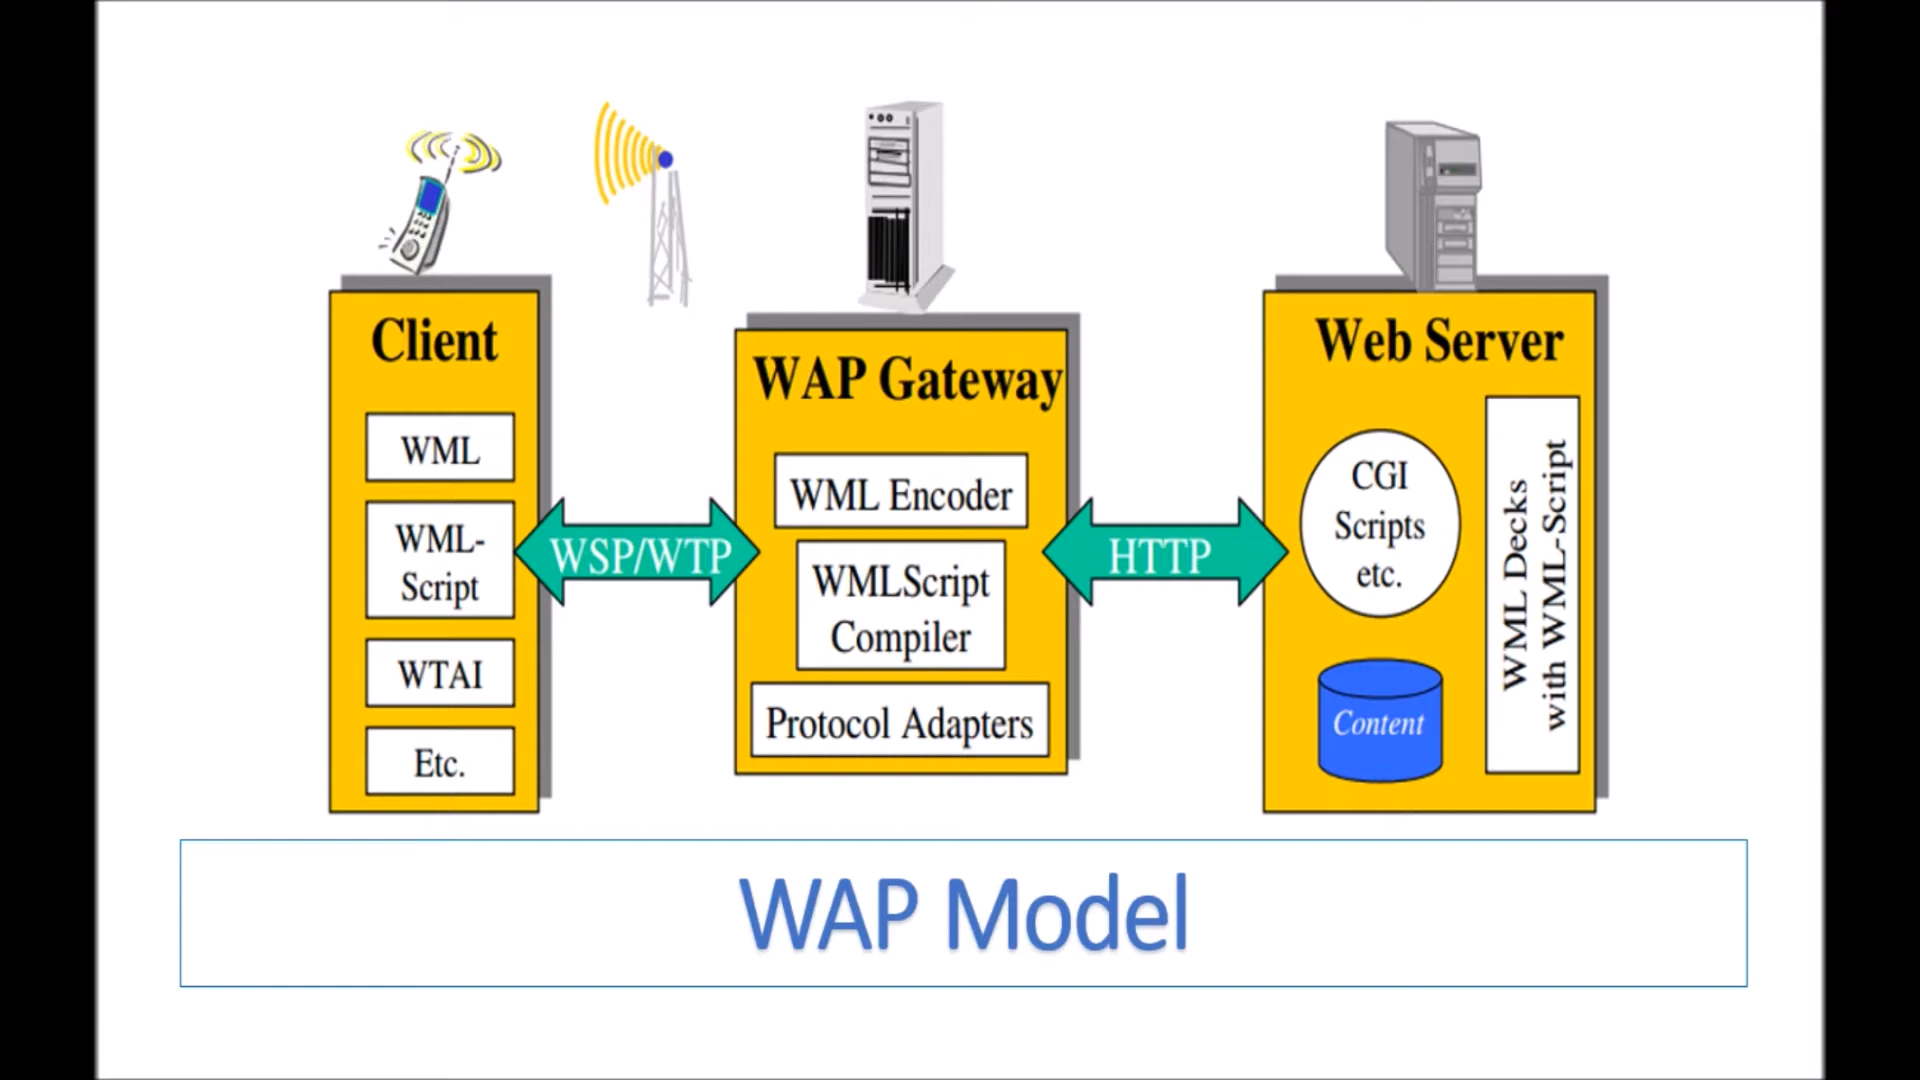 Client
WML
WML-
Script
WTAI
Etc.
WSP/WTP
WAP Gateway
WML Encoder
WMLScript
Compiler
Protocol Adapters
HTTP
Web Server
CGI
Scripts
etc.
Content
WML Decks
with WML-Script
WAP Model